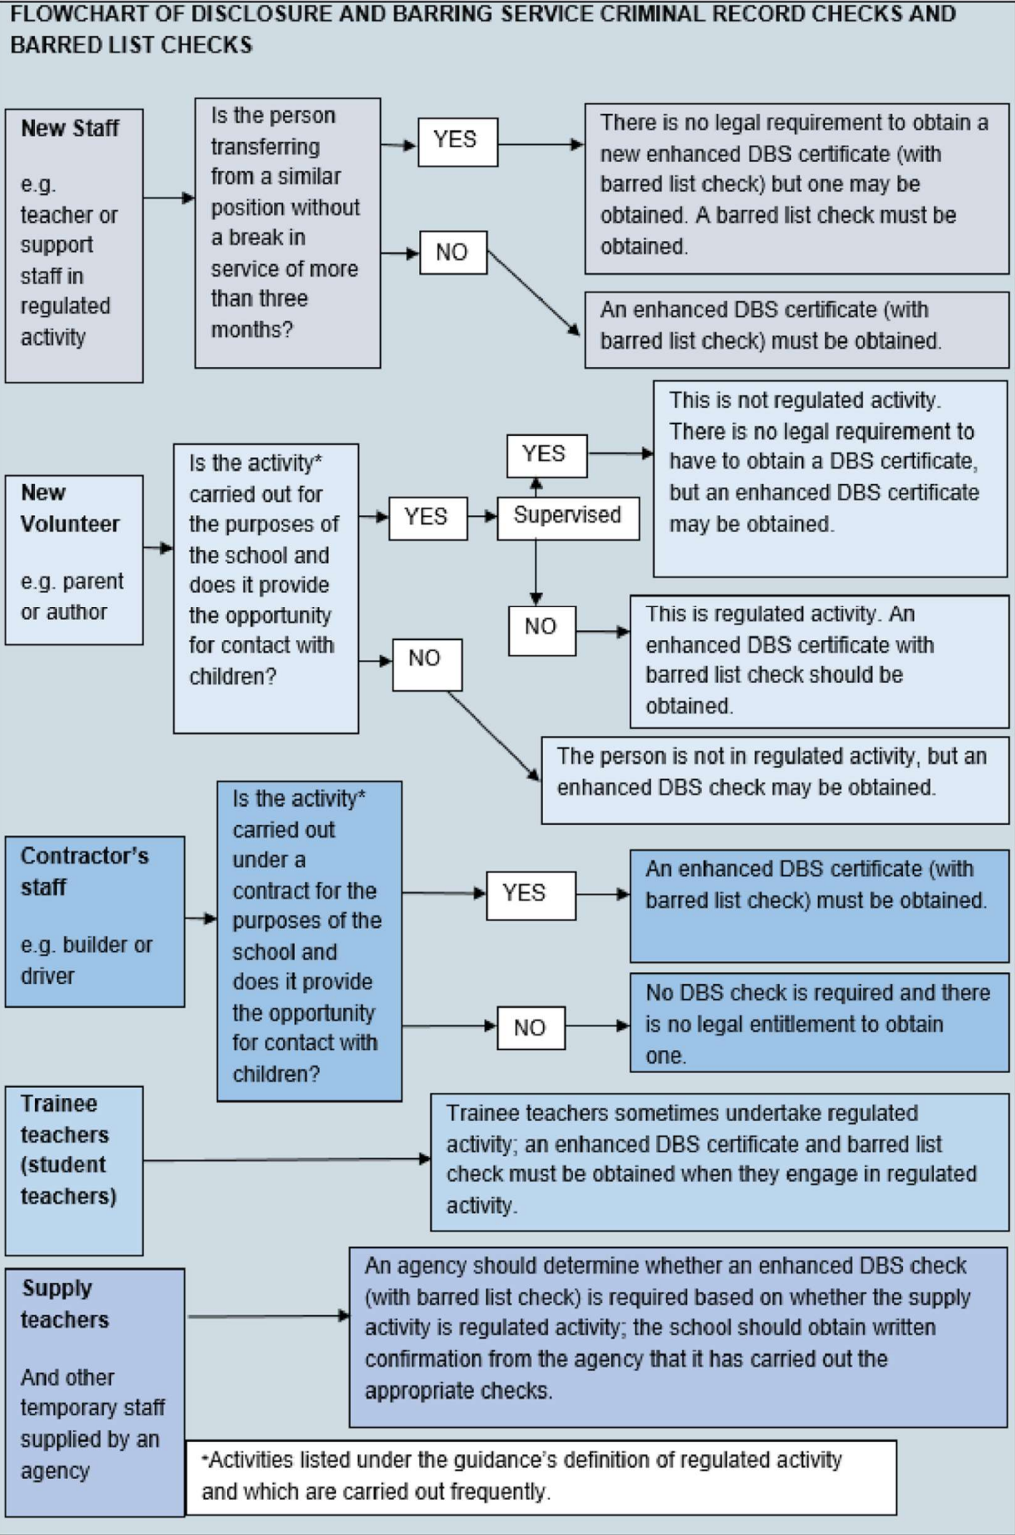 FLOWCHART OF DISCLOSURE AND BARRING SERVICE CRIMINAL RECORD CHECKS AND
BARRED LIST CHECKS
New Staff
e.g.
teacher or
support
staff in
regulated
activity
Is the person
transferring
from a similar
position without
a break in
service of more
than three
months?
YES
There is no legal requirement to obtain a
new enhanced DBS certificate (with
barred list check) but one may be
obtained. A barred list check must be
obtained.
NO
An enhanced DBS certificate (with
barred list check) must be obtained.
New
Volunteer
e.g. parent
or author
Is the activity*
carried out for
the purposes of
the school and
does it provide
the opportunity
for contact with
children?
YES
Supervised
YES
This is not regulated activity.
There is no legal requirement to
have to obtain a DBS certificate,
but an enhanced DBS certificate
may be obtained.
NO
This is regulated activity. An
enhanced DBS certificate with
barred list check should be
obtained.
NO
The person is not in regulated activity, but an
enhanced DBS check may be obtained.
Contractor's
staff
e.g. builder or
driver
Is the activity*
carried out
under a
contract for the
purposes of the
school and
does it provide
the opportunity
for contact with
children?
YES
An enhanced DBS certificate (with
barred list check) must be obtained.
NO
No DBS check is required and there
is no legal entitlement to obtain
one.
Trainee
teachers
(student
teachers)
Trainee teachers sometimes undertake regulated
activity; an enhanced DBS certificate and barred list
check must be obtained when they engage in regulated
activity.
Supply
teachers
And other
temporary staff
supplied by an
agency
An agency should determine whether an enhanced DBS check
(with barred list check) is required based on whether the supply
activity is regulated activity; the school should obtain written
confirmation from the agency that it has carried out the
appropriate checks.
*Activities listed under the guidance's definition of regulated activity
and which are carried out frequently.